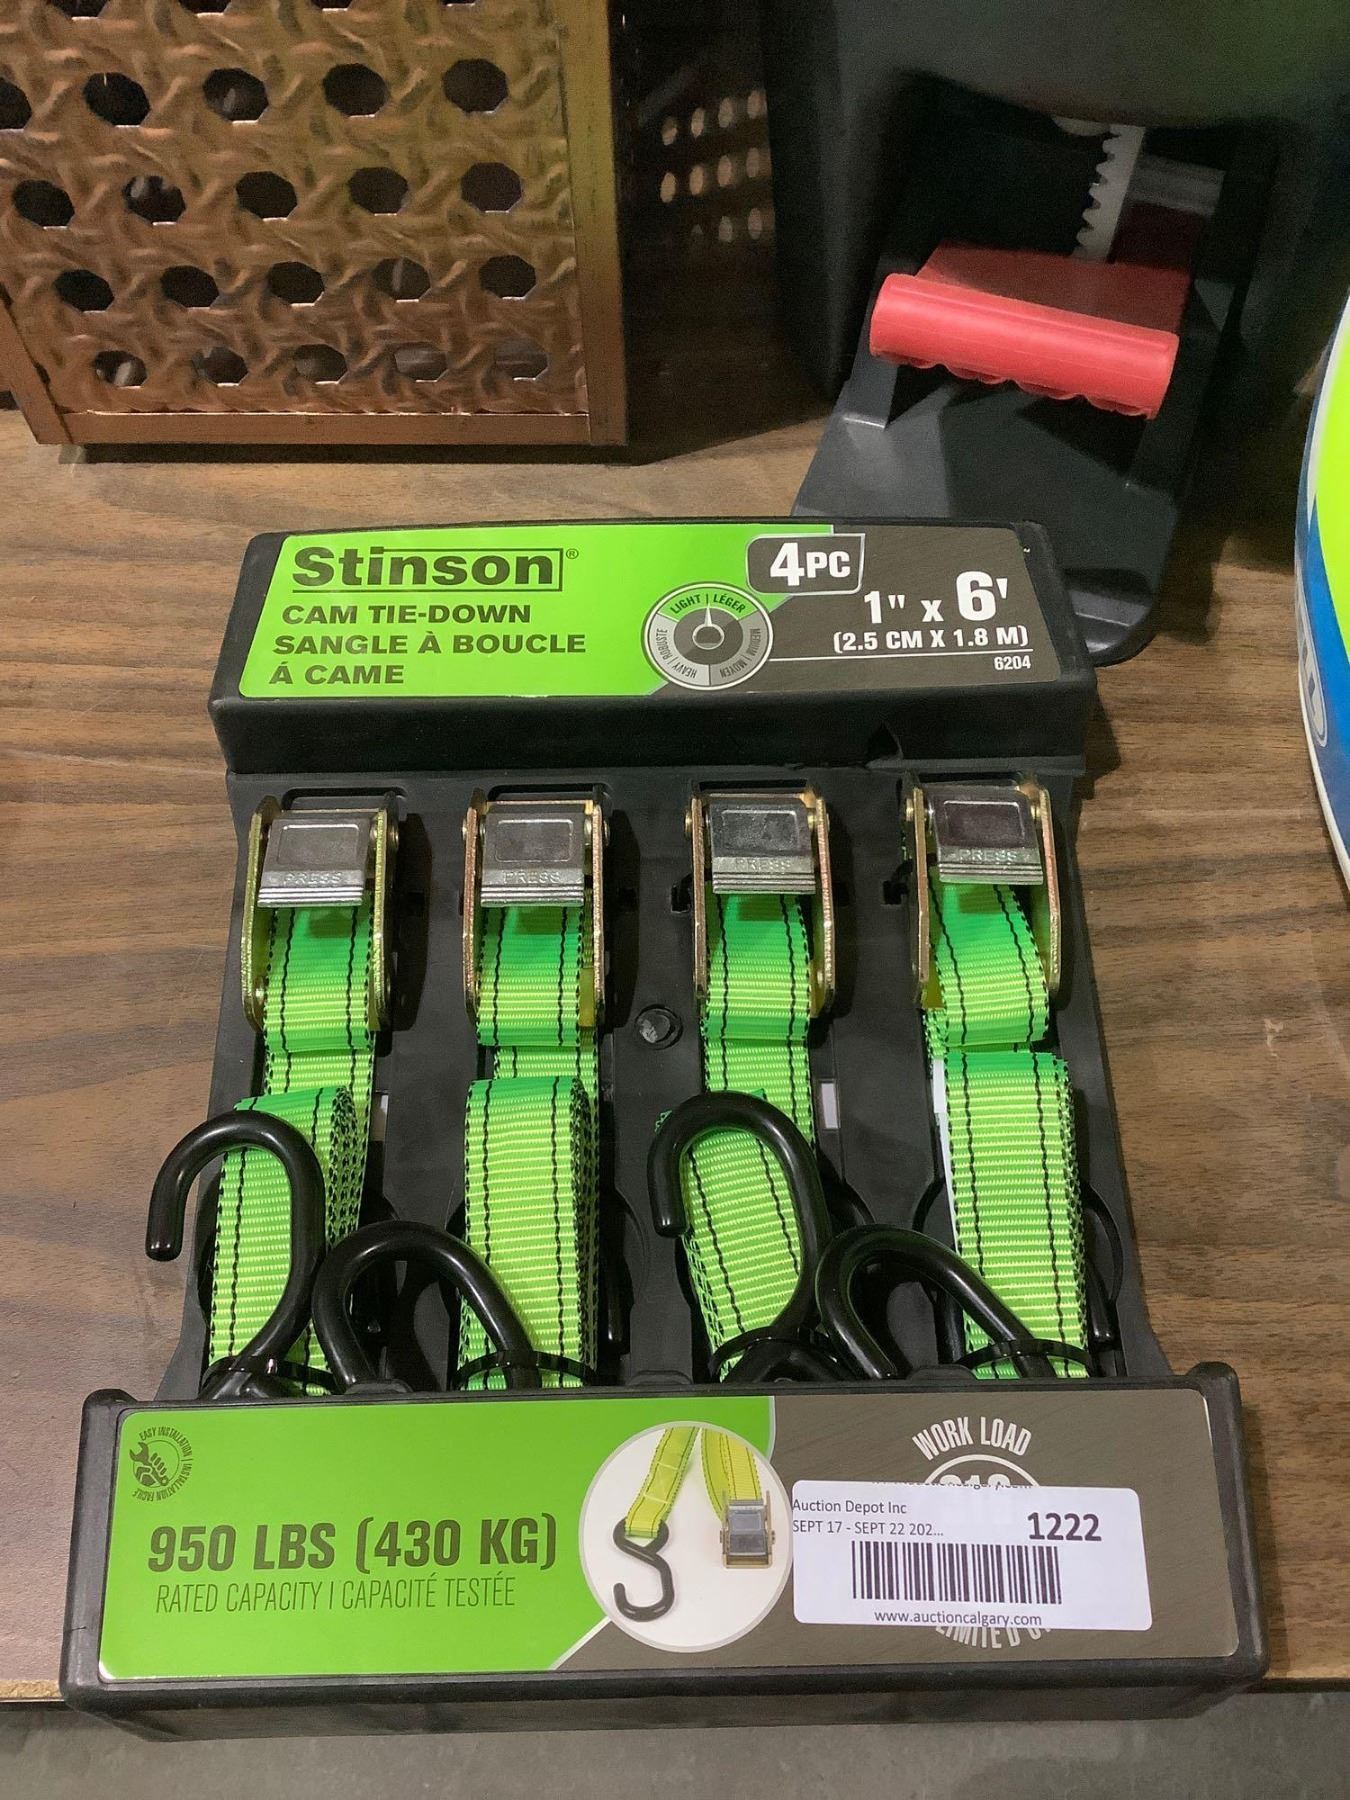 Stinson®
CAM TIE-DOWN
SANGLE À BOUCLE
À CAME
LIGHT | LÉGER
MEDIUM | MOYEN
HEAVY | ROBUSTE
4PC
1" x 6'
(2.5 CM X 1.8 M)
6204
PRESS
PRESS
PRESS
PRESS
EASY INSTALLATION | INSTALLATION FACILE
950 LBS (430 KG)
RATED CAPACITY | CAPACITÉ TESTÉE
WORK LOAD
Auction Depot Inc
SEPT 17 - SEPT 22 202...
1222
www.auctioncalgary.com